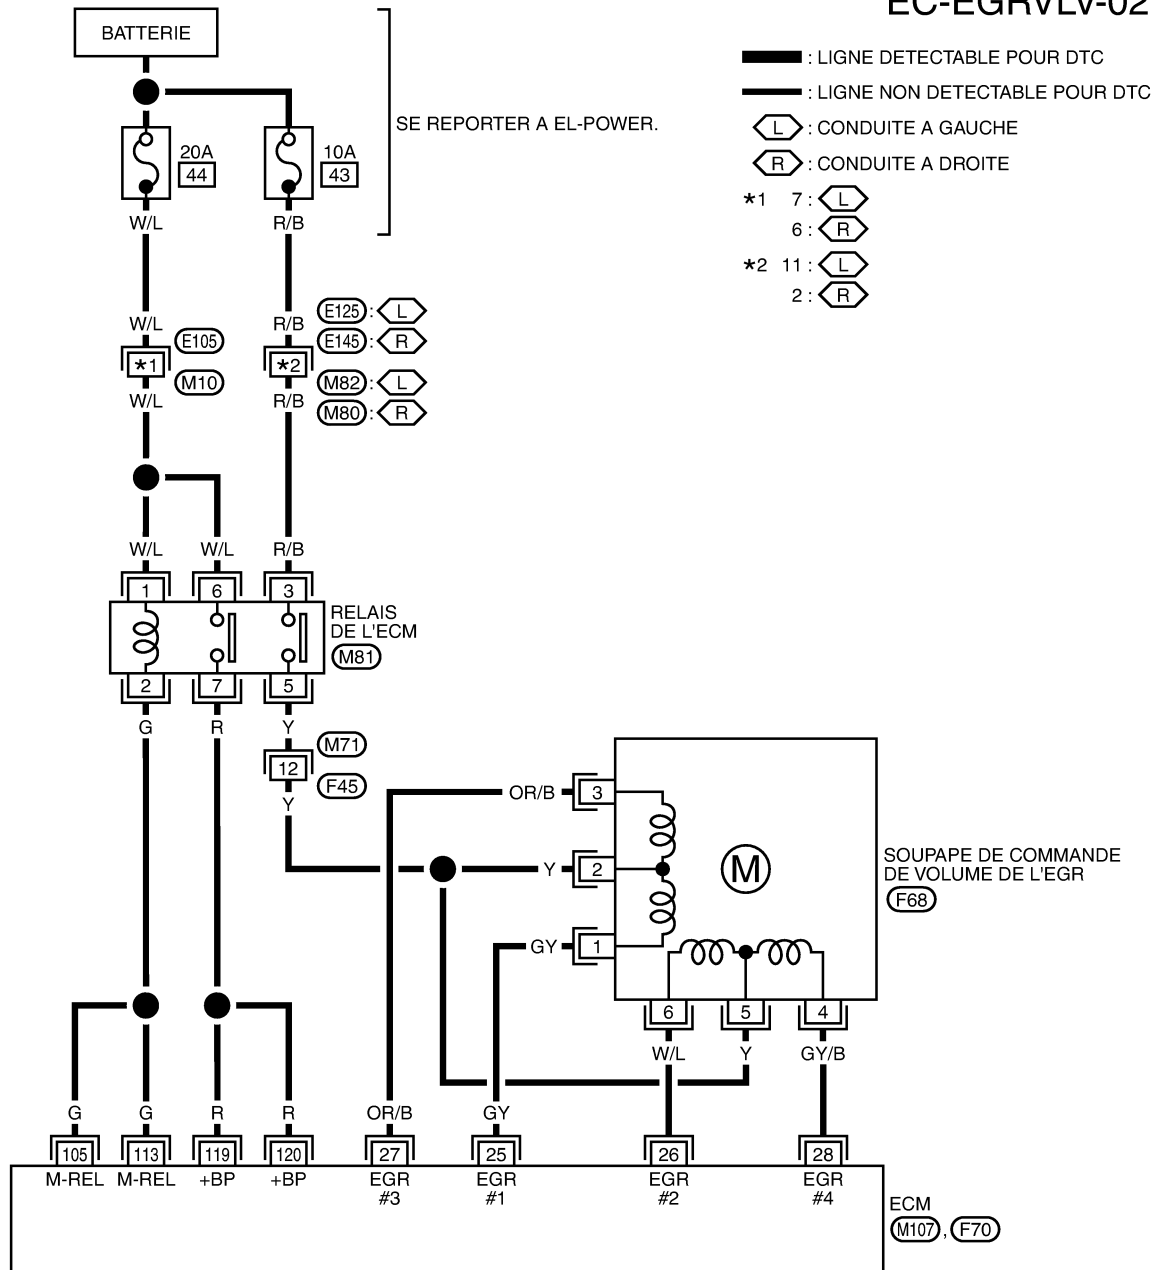 EC-EGRVLV-02
BATTERIE
: LIGNE DETECTABLE POUR DTC
: LIGNE NON DETECTABLE POUR DTC
L : CONDUITE A GAUCHE
R : CONDUITE A DROITE
*1 7 : L
6 : R
*2 11 : L
2 : R
SE REPORTER A EL-POWER.
20A
44
10A
43
W/L
R/B
W/L
R/B
E125 : L
E105
E145 : R
*1
*2
M10
M82 : L
W/L
R/B
M80 : R
W/L
W/L
R/B
1
6
3
RELAIS
DE L'ECM
M81
2
7
5
G
R
Y
M71
12
F45
Y
OR/B
3
Y
2
M
SOUPAPE DE COMMANDE
DE VOLUME DE L'EGR
F68
GY
1
6
5
4
W/L
Y
GY/B
G
G
R
R
OR/B
GY
105
113
119
120
27
25
26
28
M-REL
M-REL
+BP
+BP
EGR
#3
EGR
#1
EGR
#2
EGR
#4
ECM
M107 , F70